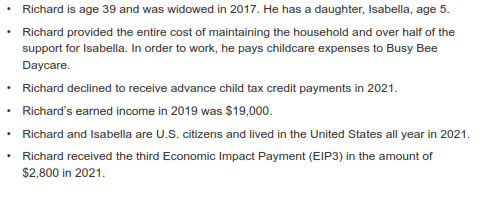 • Richard is age 39 and was widowed in 2017. He has a daughter, Isabella, age 5.
• Richard provided the entire cost of maintaining the household and over half of the
support for Isabella. In order to work, he pays childcare expenses to Busy Bee
Daycare.
• Richard declined to receive advance child tax credit payments in 2021.
• Richard's earned income in 2019 was $19,000.
• Richard and Isabella are U.S. citizens and lived in the United States all year in 2021.
• Richard received the third Economic Impact Payment (EIP3) in the amount of
$2,800 in 2021.